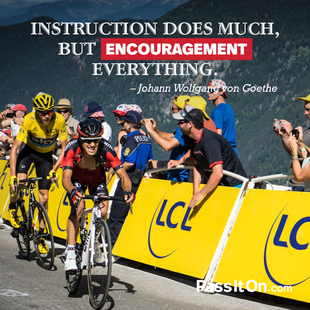 INSTRUCTION DOES MUCH,
BUT ENCOURAGEMENT
EVERYTHING.
– Johann Wolfgang von Goethe
LCL
LCL
PassItOn.com